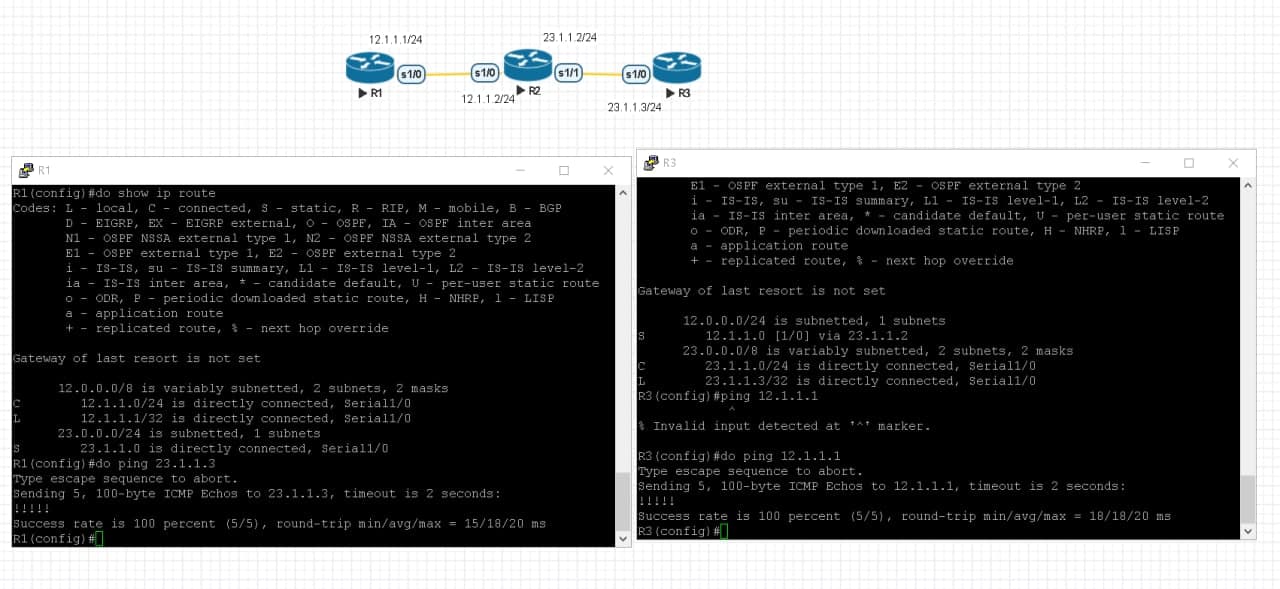 12.1.1.1/24
23.1.1.2/24
s1/0
s1/0
s1/1
s1/0
R1
12.1.1.2/24
R2
R3
23.1.1.3/24
R1
R1(config)#do show ip route
Codes: L - local, C - connected, S - static, R - RIP, M - mobile, B - BGP
D - EIGRP, EX - EIGRP external, O - OSPF, IA - OSPF inter area
N1 - OSPF NSSA external type 1, N2 - OSPF NSSA external type 2
E1 - OSPF external type 1, E2 - OSPF external type 2
i - IS-IS, su - IS-IS summary, L1 - IS-IS level-1, L2 - IS-IS level-2
ia - IS-IS inter area, * - candidate default, U - per-user static route
o - ODR, P - periodic downloaded static route, H - NHRP, l - LISP
a - application route
+ - replicated route, % - next hop override
Gateway of last resort is not set
12.0.0.0/8 is variably subnetted, 2 subnets, 2 masks
C 12.1.1.0/24 is directly connected, Serial1/0
L 12.1.1.1/32 is directly connected, Serial1/0
23.0.0.0/24 is subnetted, 1 subnets
S 23.1.1.0 is directly connected, Serial1/0
R1(config)#do ping 23.1.1.3
Type escape sequence to abort.
Sending 5, 100-byte ICMP Echos to 23.1.1.3, timeout is 2 seconds:
!!!!!
Success rate is 100 percent (5/5), round-trip min/avg/max = 15/18/20 ms
R1(config)#
R3
E1 - OSPF external type 1, E2 - OSPF external type 2
i - IS-IS, su - IS-IS summary, L1 - IS-IS level-1, L2 - IS-IS level-2
ia - IS-IS inter area, * - candidate default, U - per-user static route
o - ODR, P - periodic downloaded static route, H - NHRP, l - LISP
a - application route
+ - replicated route, % - next hop override
Gateway of last resort is not set
12.0.0.0/24 is subnetted, 1 subnets
S 12.1.1.0 [1/0] via 23.1.1.2
23.0.0.0/8 is variably subnetted, 2 subnets, 2 masks
C 23.1.1.0/24 is directly connected, Serial1/0
L 23.1.1.3/32 is directly connected, Serial1/0
R3(config)#ping 12.1.1.1
^
% Invalid input detected at '^' marker.
R3(config)#do ping 12.1.1.1
Type escape sequence to abort.
Sending 5, 100-byte ICMP Echos to 12.1.1.1, timeout is 2 seconds:
!!!!!
Success rate is 100 percent (5/5), round-trip min/avg/max = 18/18/20 ms
R3(config)#